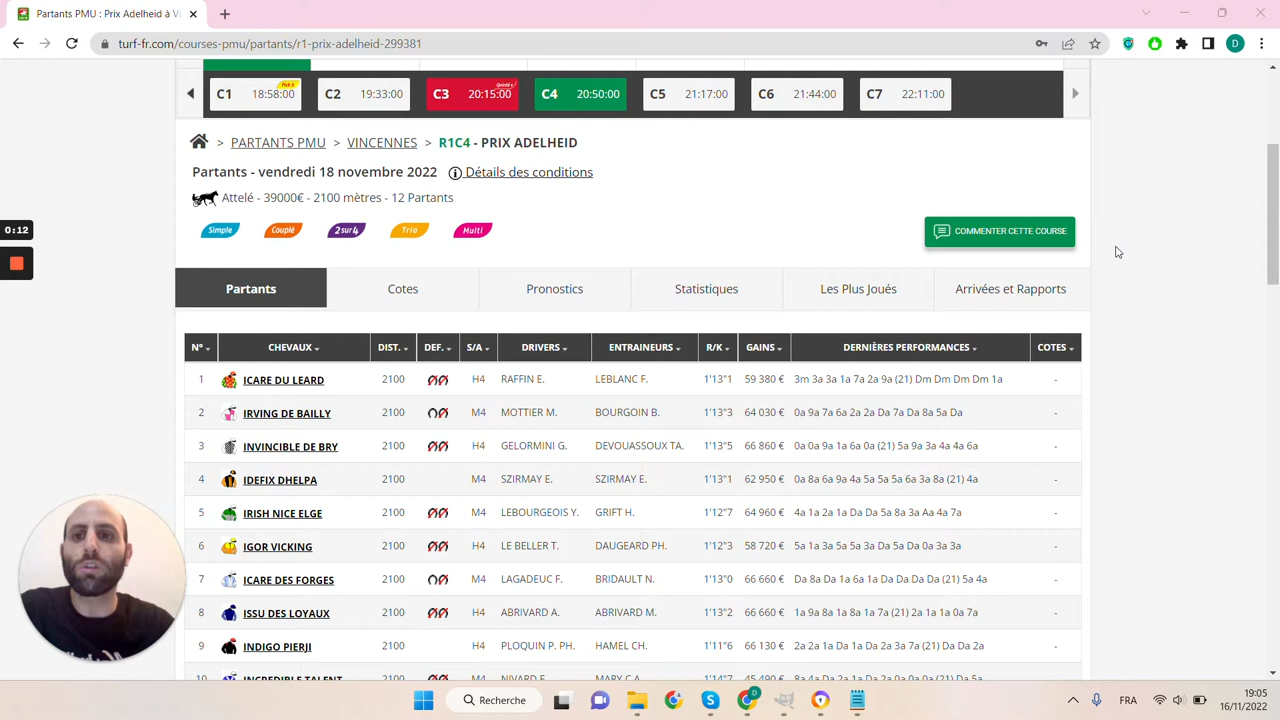 Partants PMU : Prix Adelheid à Vi
turf-fr.com/courses-pmu/partants/r1-prix-adelheid-299381
C1 18:58:00 Pick 5
C2 19:33:00
C3 20:15:00 Quinté+
C4 20:50:00
C5 21:17:00
C6 21:44:00
C7 22:11:00
> PARTANTS PMU > VINCENNES > R1C4 - PRIX ADELHEID
Partants - vendredi 18 novembre 2022 Détails des conditions
Attelé - 39000€ - 2100 mètres - 12 Partants
0:12
Simple Couplé 2sur4 Trio Multi
COMMENTER CETTE COURSE
Partants Cotes Pronostics Statistiques Les Plus Joués Arrivées et Rapports
N° CHEVAUX DIST. DEF. S/A DRIVERS ENTRAINEURS R/K GAINS DERNIÈRES PERFORMANCES COTES
1 ICARE DU LEARD 2100 H4 RAFFIN E. LEBLANC F. 1'13"1 59 380 € 3m 3a 3a 1a 7a 2a 9a (21) Dm Dm Dm Dm 1a -
2 IRVING DE BAILLY 2100 M4 MOTTIER M. BOURGOIN B. 1'13"3 64 030 € 0a 9a 7a 6a 2a 2a Da 7a Da 8a 5a Da -
3 INVINCIBLE DE BRY 2100 H4 GELORMINI G. DEVOUASSOUX TA. 1'13"5 66 860 € 0a 0a 9a 1a 6a 0a (21) 5a 9a 3a 4a 4a 6a -
4 IDEFIX DHELPA 2100 M4 SZIRMAY E. SZIRMAY E. 1'13"1 62 950 € 0a 8a 6a 9a 4a 5a 5a 5a 6a 3a 8a (21) 4a -
5 IRISH NICE ELGE 2100 M4 LEBOURGEOIS Y. GRIFT H. 1'12"7 64 960 € 4a 1a 2a 1a Da Da 5a 8a 3a Aa 4a 7a -
6 IGOR VICKING 2100 H4 LE BELLER T. DAUGEARD PH. 1'12"3 58 720 € 5a 1a 3a 5a 5a 3a Da 5a Da 0a 3a 3a -
7 ICARE DES FORGES 2100 M4 LAGADEUC F. BRIDAULT N. 1'13"0 66 660 € Da 8a Da 1a 6a 1a Da Da Da Da (21) 5a 4a -
8 ISSU DES LOYAUX 2100 H4 ABRIVARD A. ABRIVARD M. 1'13"2 66 660 € 1a 9a 8a 1a 8a 1a 7a (21) 2a 1a 1a 0a 7a -
9 INDIGO PIERJI 2100 H4 PLOQUIN P. PH. HAMEL CH. 1'11"6 66 130 € 2a 2a 1a Da 1a Da 2a 3a 7a (21) Da Da 2a -
10 INCREDIBLE TALENT 2100 NIVARD F. MARY C.A. 1'14"7 45 490 €
Recherche
FRA
19:05
16/11/2022